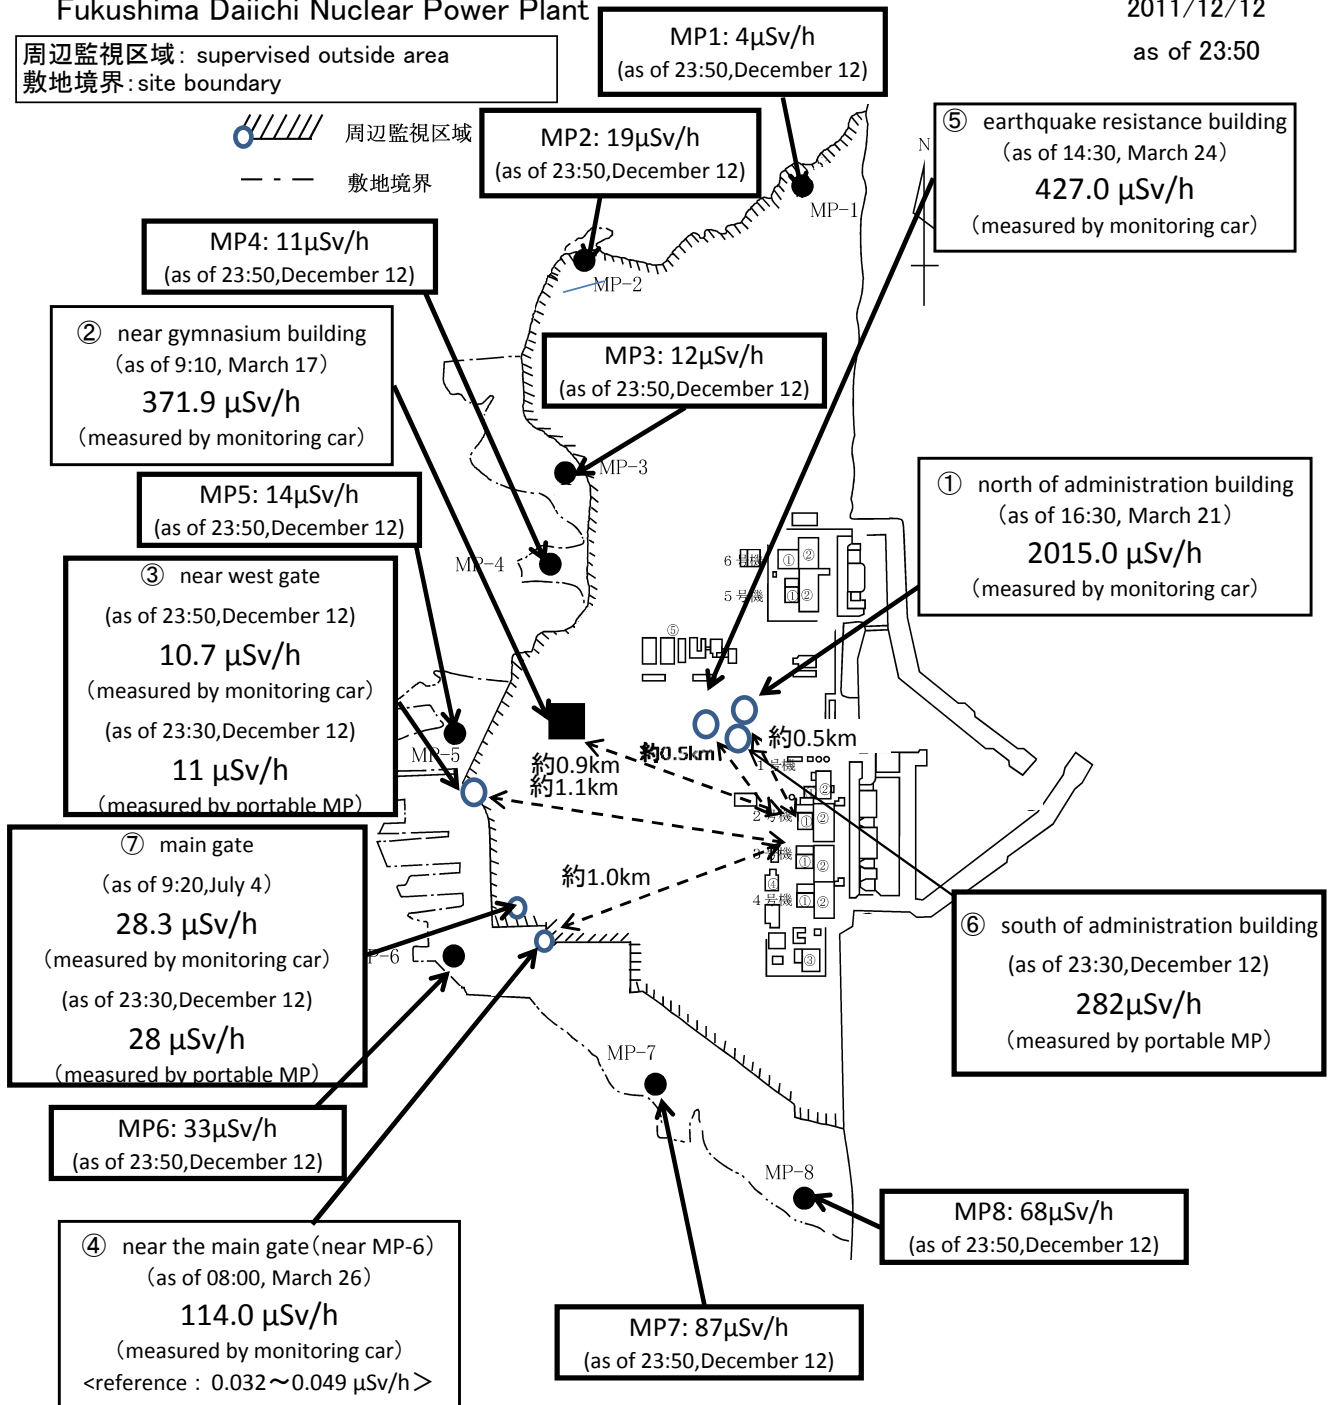 Fukushima Daiichi Nuclear Power Plant
2011/12/12
as of 23:50
周辺監視区域: supervised outside area
敷地境界:site boundary
周辺監視区域
敷地境界
MP1: 4μSv/h
(as of 23:50,December 12)
MP2: 19μSv/h
(as of 23:50,December 12)
⑤ earthquake resistance building
(as of 14:30, March 24)
427.0 μSv/h
(measured by monitoring car)
N
MP-1
MP4: 11μSv/h
(as of 23:50,December 12)
MP-2
② near gymnasium building
(as of 9:10, March 17)
371.9 μSv/h
(measured by monitoring car)
MP3: 12μSv/h
(as of 23:50,December 12)
MP-3
MP5: 14μSv/h
(as of 23:50,December 12)
① north of administration building
(as of 16:30, March 21)
2015.0 μSv/h
(measured by monitoring car)
MP-4
③ near west gate
(as of 23:50,December 12)
10.7 μSv/h
(measured by monitoring car)
(as of 23:30,December 12)
11 μSv/h
(measured by portable MP)
6号機
① ②
5号機
① ②
⑤
MP-5
約0.9km
約1.1km
約0.5km
約0.5km
1号機
②
2号機
① ②
3号機
① ②
④
4号機
① ②
③
約1.0km
⑦ main gate
(as of 9:20,July 4)
28.3 μSv/h
(measured by monitoring car)
(as of 23:30,December 12)
28 μSv/h
(measured by portable MP)
P-6
⑥ south of administration building
(as of 23:30,December 12)
282μSv/h
(measured by portable MP)
MP-7
MP6: 33μSv/h
(as of 23:50,December 12)
MP-8
MP8: 68μSv/h
(as of 23:50,December 12)
④ near the main gate(near MP-6)
(as of 08:00, March 26)
114.0 μSv/h
(measured by monitoring car)
<reference : 0.032～0.049 μSv/h＞
MP7: 87μSv/h
(as of 23:50,December 12)